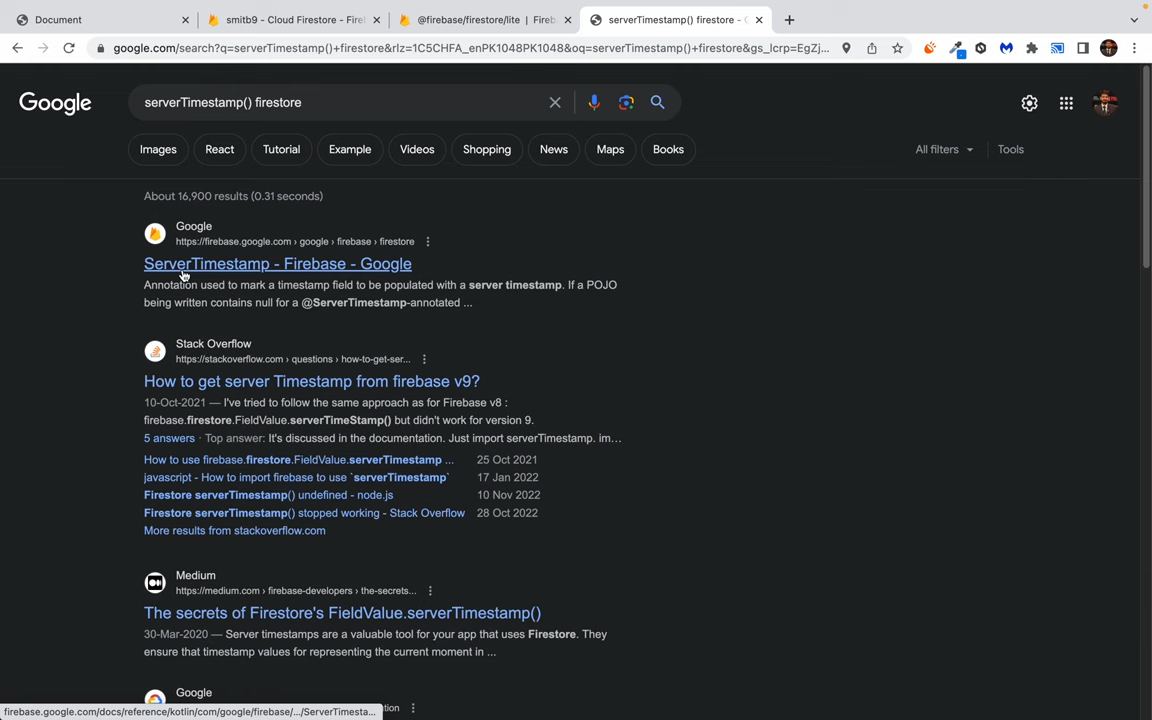 Document
smitb9 - Cloud Firestore - Fire
@firebase/firestore/lite | Fireb
serverTimestamp() firestore - G
google.com/search?q=serverTimestamp()+firestore&rlz=1C5CHFA_enPK1048PK1048&oq=serverTimestamp()+firestore&gs_lcrp=EgZj...
Google
serverTimestamp() firestore
Images
React
Tutorial
Example
Videos
Shopping
News
Maps
Books
All filters
Tools
About 16,900 results (0.31 seconds)
Google
https://firebase.google.com › google › firebase › firestore
ServerTimestamp - Firebase - Google
Annotation used to mark a timestamp field to be populated with a server timestamp. If a POJO
being written contains null for a @ServerTimestamp-annotated ...
Stack Overflow
https://stackoverflow.com › questions › how-to-get-ser...
How to get server Timestamp from firebase v9?
10-Oct-2021 — I've tried to follow the same approach as for Firebase v8 :
firebase.firestore.FieldValue.serverTimeStamp() but didn't work for version 9.
5 answers · Top answer: It's discussed in the documentation. Just import serverTimestamp. im...
How to use firebase.firestore.FieldValue.serverTimestamp ... 25 Oct 2021
javascript - How to import firebase to use `serverTimestamp` 17 Jan 2022
Firestore serverTimestamp() undefined - node.js 10 Nov 2022
Firestore serverTimestamp() stopped working - Stack Overflow 28 Oct 2022
More results from stackoverflow.com
Medium
https://medium.com › firebase-developers › the-secrets...
The secrets of Firestore's FieldValue.serverTimestamp()
30-Mar-2020 — Server timestamps are a valuable tool for your app that uses Firestore. They
ensure that timestamp values for representing the current moment in ...
Google
ation
firebase.google.com/docs/reference/kotlin/com/google/firebase/.../ServerTimesta...